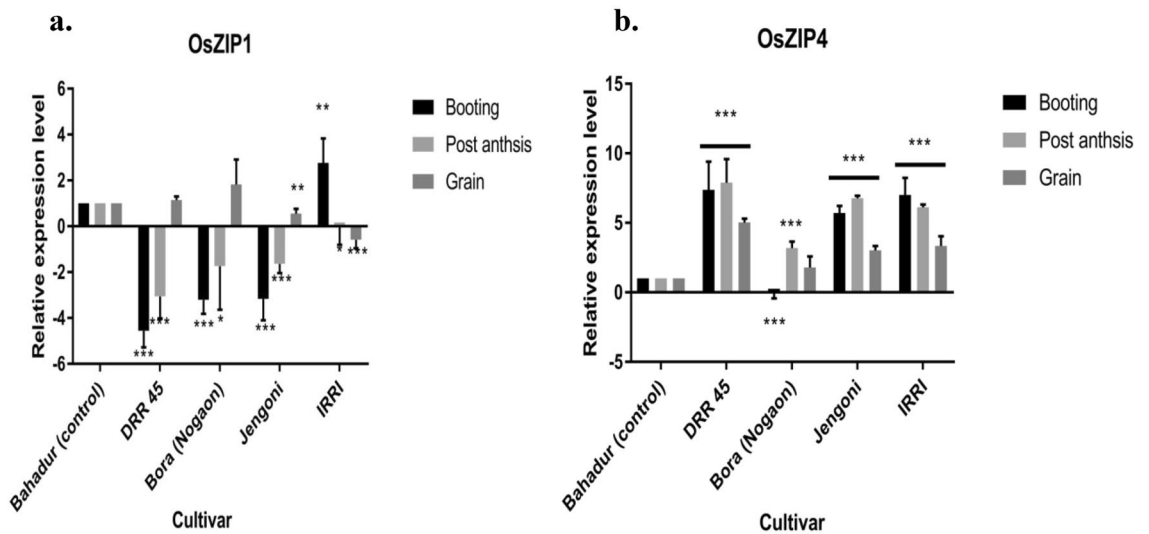 a.
OsZIP1
Relative expression level
6
4
2
0
-2
-4
-6
**
**
***
***
***
*
***
***
*
***
Bahadur (control)
DRR 45
Bora (Nogaon)
Jengoni
IRRI
Cultivar
Booting
Post anthsis
Grain
b.
OsZIP4
Relative expression level
15
10
5
0
-5
***
***
***
***
***
Bahadur (control)
DRR 45
Bora (Nogaon)
Jengoni
IRRI
Cultivar
Booting
Post anthsis
Grain